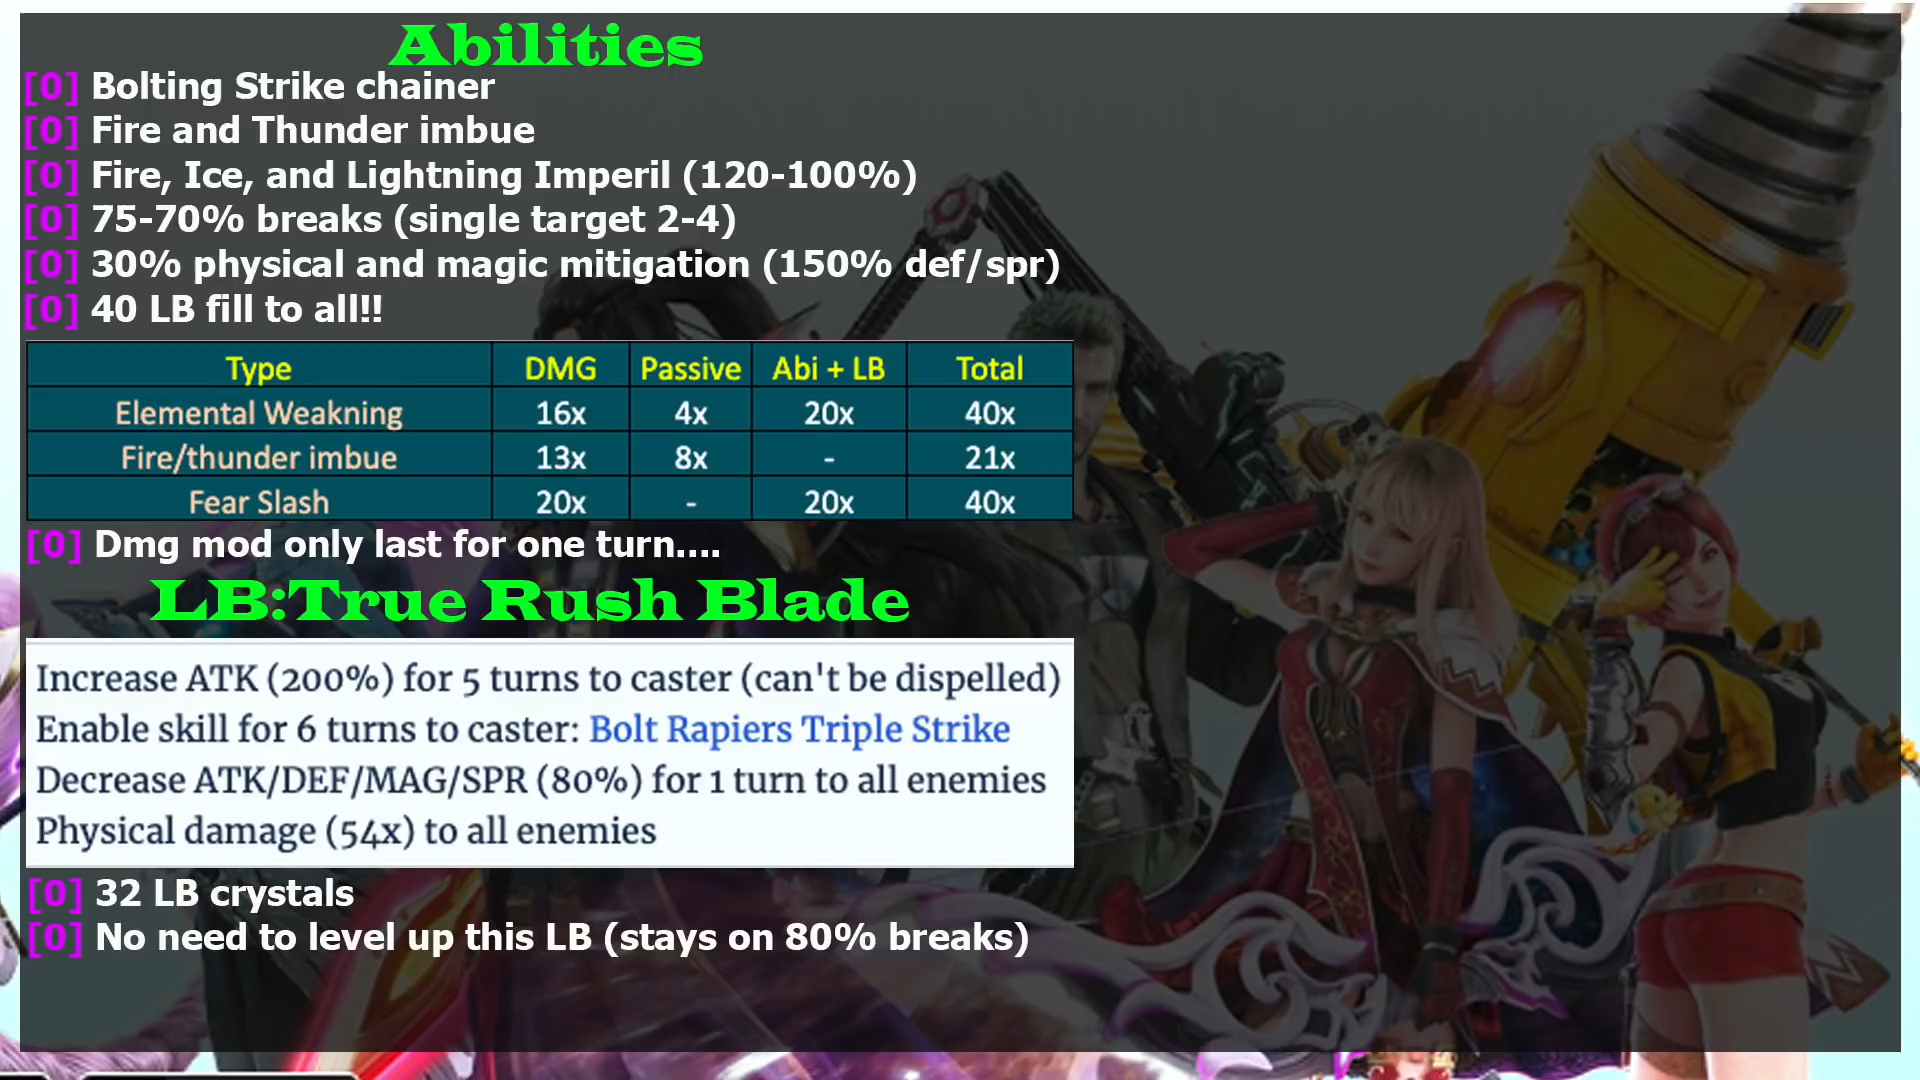 Abilities
[0] Bolting Strike chainer
[0] Fire and Thunder imbue
[0] Fire, Ice, and Lightning Imperil (120-100%)
[0] 75-70% breaks (single target 2-4)
[0] 30% physical and magic mitigation (150% def/spr)
[0] 40 LB fill to all!!
Type DMG Passive Abi + LB Total
Elemental Weakning 16x 4x 20x 40x
Fire/thunder imbue 13x 8x - 21x
Fear Slash 20x - 20x 40x
[0] Dmg mod only last for one turn....
LB:True Rush Blade
Increase ATK (200%) for 5 turns to caster (can't be dispelled)
Enable skill for 6 turns to caster: Bolt Rapiers Triple Strike
Decrease ATK/DEF/MAG/SPR (80%) for 1 turn to all enemies
Physical damage (54x) to all enemies
[0] 32 LB crystals
[0] No need to level up this LB (stays on 80% breaks)